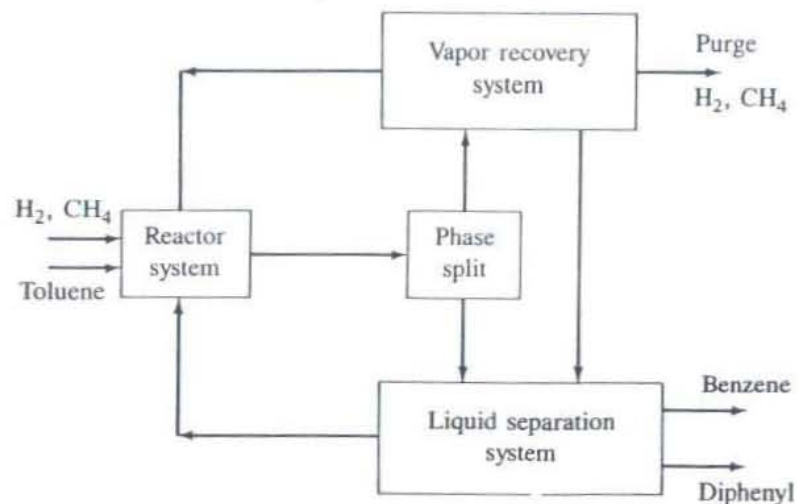 Vapor recovery
system
Purge
H₂, CH₄
H₂, CH₄
Toluene
Reactor
system
Phase
split
Liquid separation
system
Benzene
Diphenyl